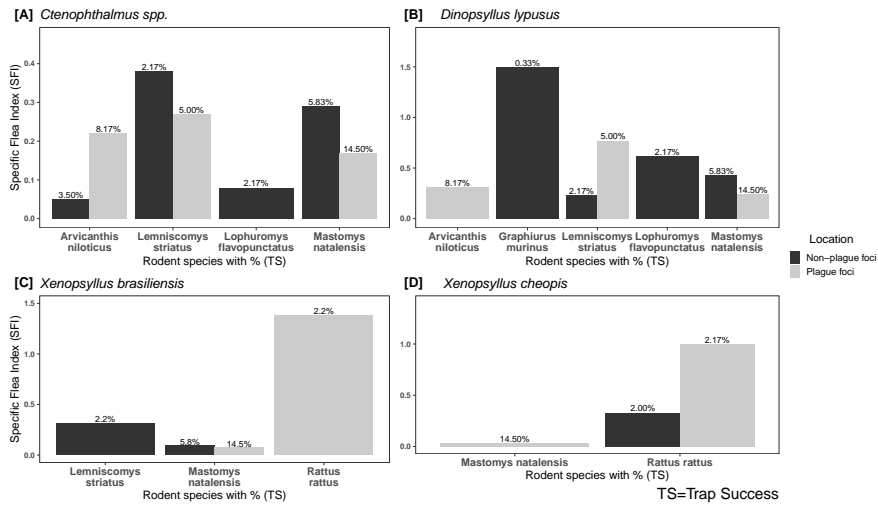 [A] Ctenophthalmus spp.
Specific Flea Index (SFI)
0.4
0.3
0.2
0.1
0.0
3.50%
8.17%
2.17%
5.00%
2.17%
5.83%
14.50%
Arvicanthis niloticus
Lemniscomys striatus
Lophuromys flavopunctatus
Mastomys natalensis
Rodent species with % (TS)
[B] Dinopsyllus lypusus
1.5
1.0
0.5
0.0
8.17%
0.33%
2.17%
5.00%
2.17%
5.83%
14.50%
Arvicanthis niloticus
Graphiurus murinus
Lemniscomys striatus
Lophuromys flavopunctatus
Mastomys natalensis
Rodent species with % (TS)
Location
Non−plague foci
Plague foci
[C] Xenopsyllus brasiliensis
Specific Flea Index (SFI)
1.5
1.0
0.5
0.0
2.2%
5.8%
14.5%
2.2%
Lemniscomys striatus
Mastomys natalensis
Rattus rattus
Rodent species with % (TS)
[D] Xenopsyllus cheopis
1.0
0.5
0.0
14.50%
2.00%
2.17%
Mastomys natalensis
Rattus rattus
Rodent species with % (TS)
TS=Trap Success